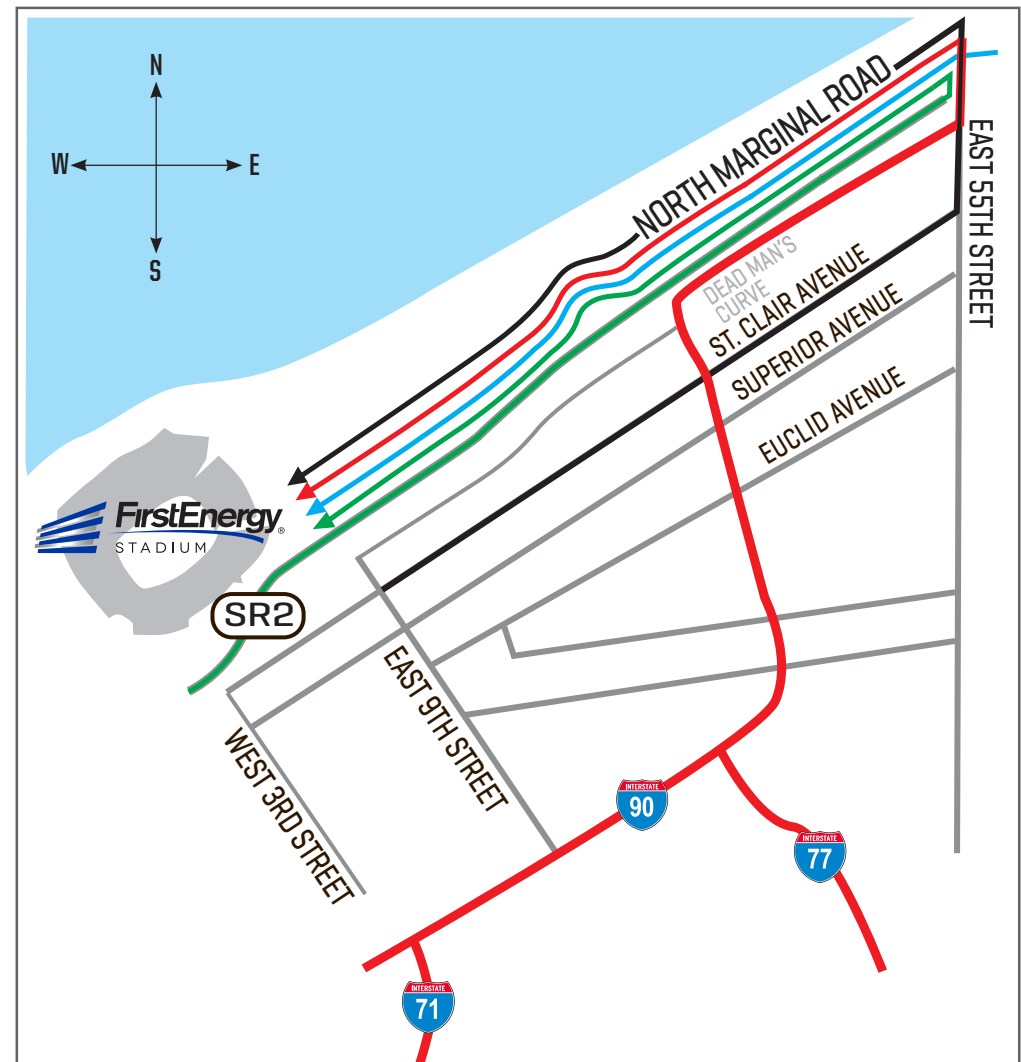 N
W
E
S
NORTH MARGINAL ROAD
EAST 55TH STREET
DEAD MAN'S
CURVE
ST. CLAIR AVENUE
SUPERIOR AVENUE
EUCLID AVENUE
FirstEnergy®
STADIUM
SR2
EAST 9TH STREET
WEST 3RD STREET
INTERSTATE
90
INTERSTATE
77
INTERSTATE
71